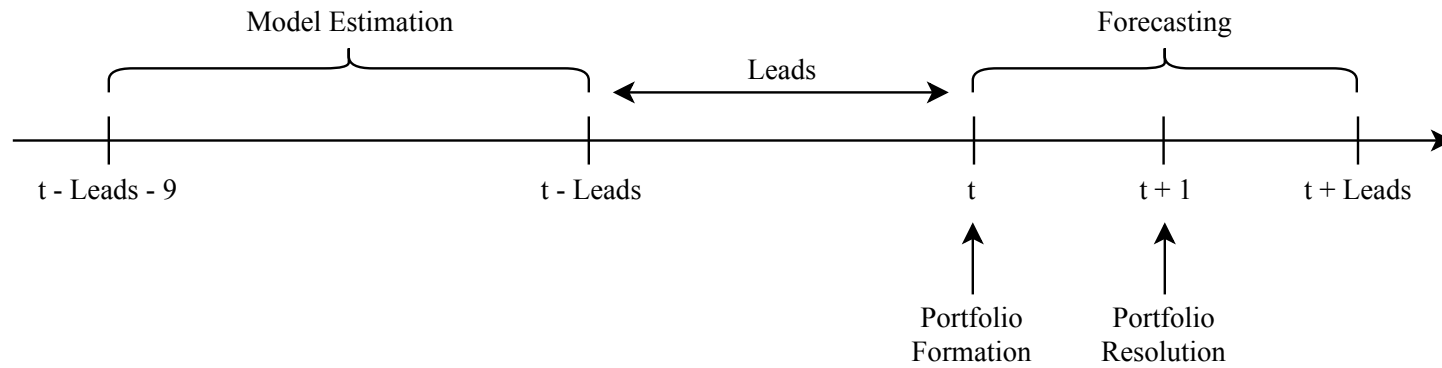 Model Estimation
Forecasting
Leads
t - Leads - 9
t - Leads
t
t + 1
t + Leads
Portfolio
Formation
Portfolio
Resolution